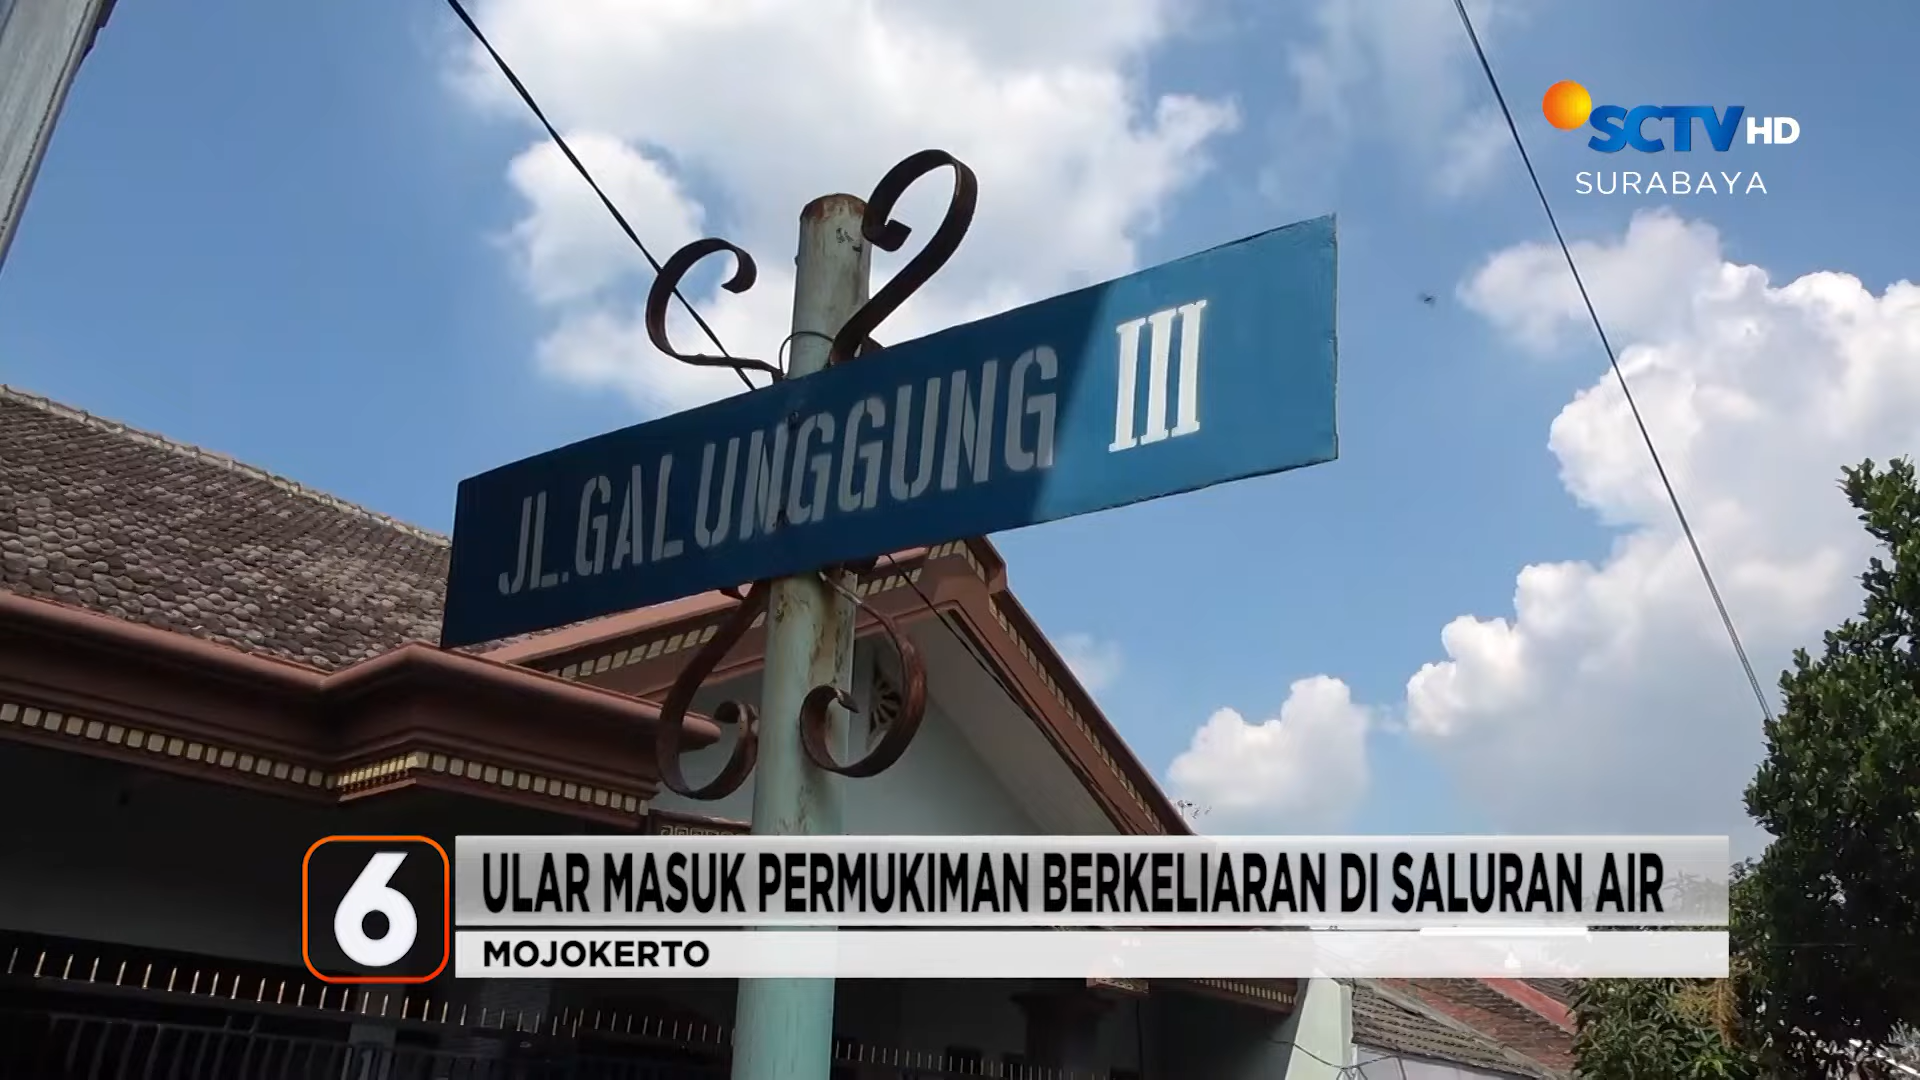 SCTV HD
SURABAYA
JL. GALUNGGUNG III
6
ULAR MASUK PERMUKIMAN BERKELIARAN DI SALURAN AIR
MOJOKERTO